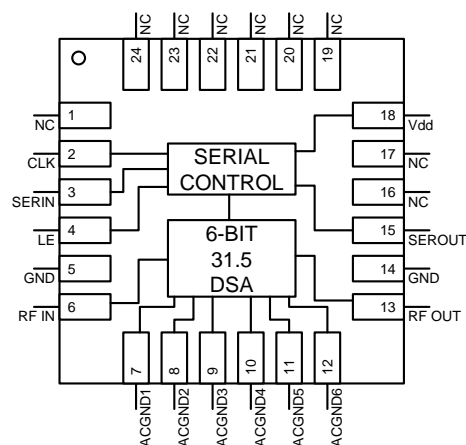 NC
NC
NC
NC
NC
NC
24
23
22
21
20
19
NC
1
18
Vdd
CLK
2
17
NC
SERIN
3
16
NC
LE
4
15
SEROUT
GND
5
14
GND
RF IN
6
13
RF OUT
SERIAL
CONTROL
6-BIT
31.5
DSA
7
8
9
10
11
12
ACGND1
ACGND2
ACGND3
ACGND4
ACGND5
ACGND6